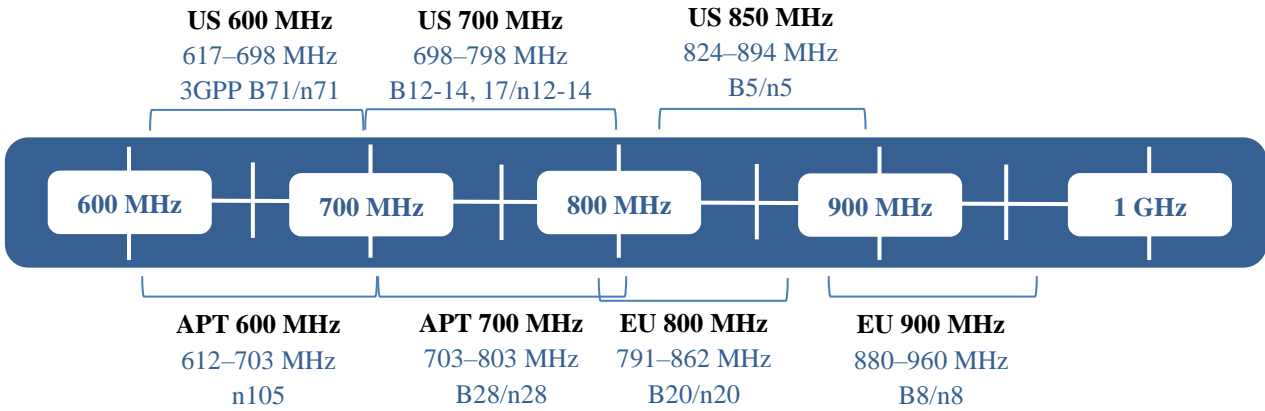 US 600 MHz
617–698 MHz
3GPP B71/n71
US 700 MHz
698–798 MHz
B12-14, 17/n12-14
US 850 MHz
824–894 MHz
B5/n5
600 MHz
700 MHz
800 MHz
900 MHz
1 GHz
APT 600 MHz
612–703 MHz
n105
APT 700 MHz
703–803 MHz
B28/n28
EU 800 MHz
791–862 MHz
B20/n20
EU 900 MHz
880–960 MHz
B8/n8